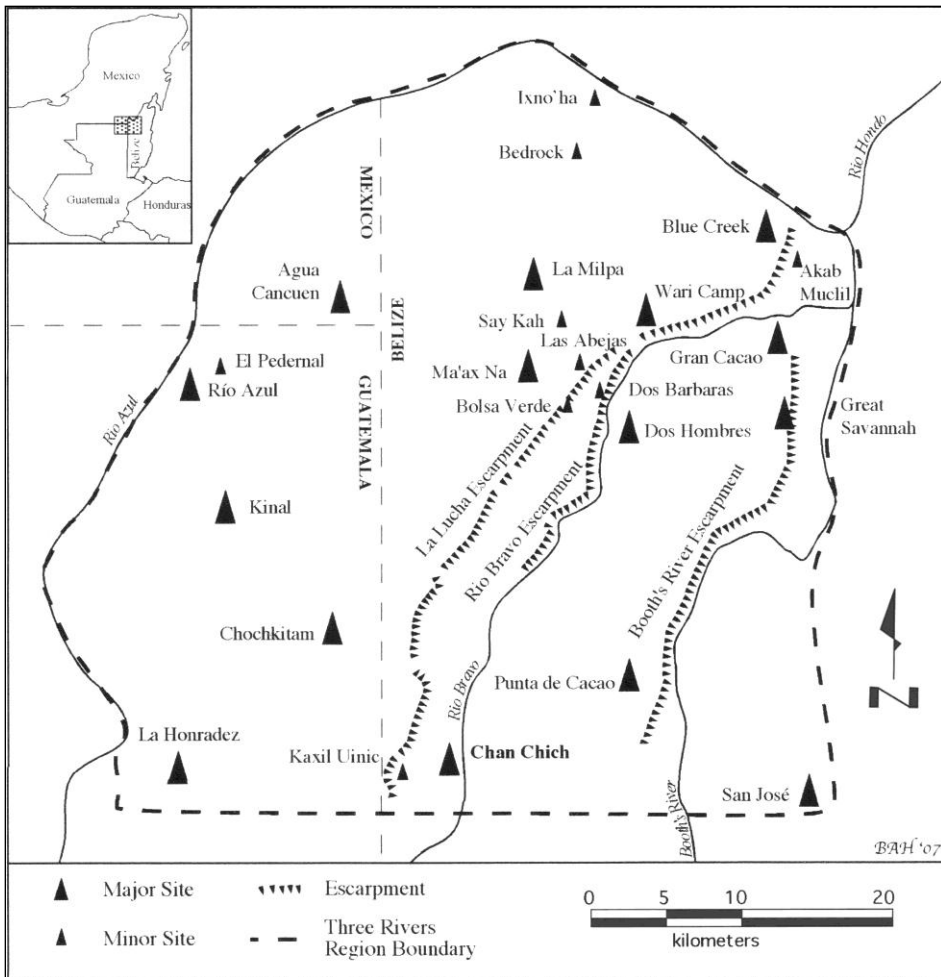 Mexico
Belize
Guatemala
Honduras
Ixno'ha
Bedrock
Rio Hondo
MEXICO
BELIZE
GUATEMALA
Blue Creek
Agua
Cancuen
La Milpa
Akab
Muclil
Wari Camp
Say Kah
Las Abejas
Gran Cacao
El Pedernal
Río Azul
Rio Azul
Ma'ax Na
Bolsa Verde
Dos Barbaras
Dos Hombres
Great
Savannah
Kinal
La Lucha Escarpment
Rio Bravo Escarpment
Booth's River Escarpment
Chochkitam
Punta de Cacao
Rio Bravo
N
La Honradez
Kaxil Uinic
Chan Chich
San José
Booth's River
BAH '07
Major Site
Escarpment
Minor Site
Three Rivers
Region Boundary
0 5 10 20
kilometers